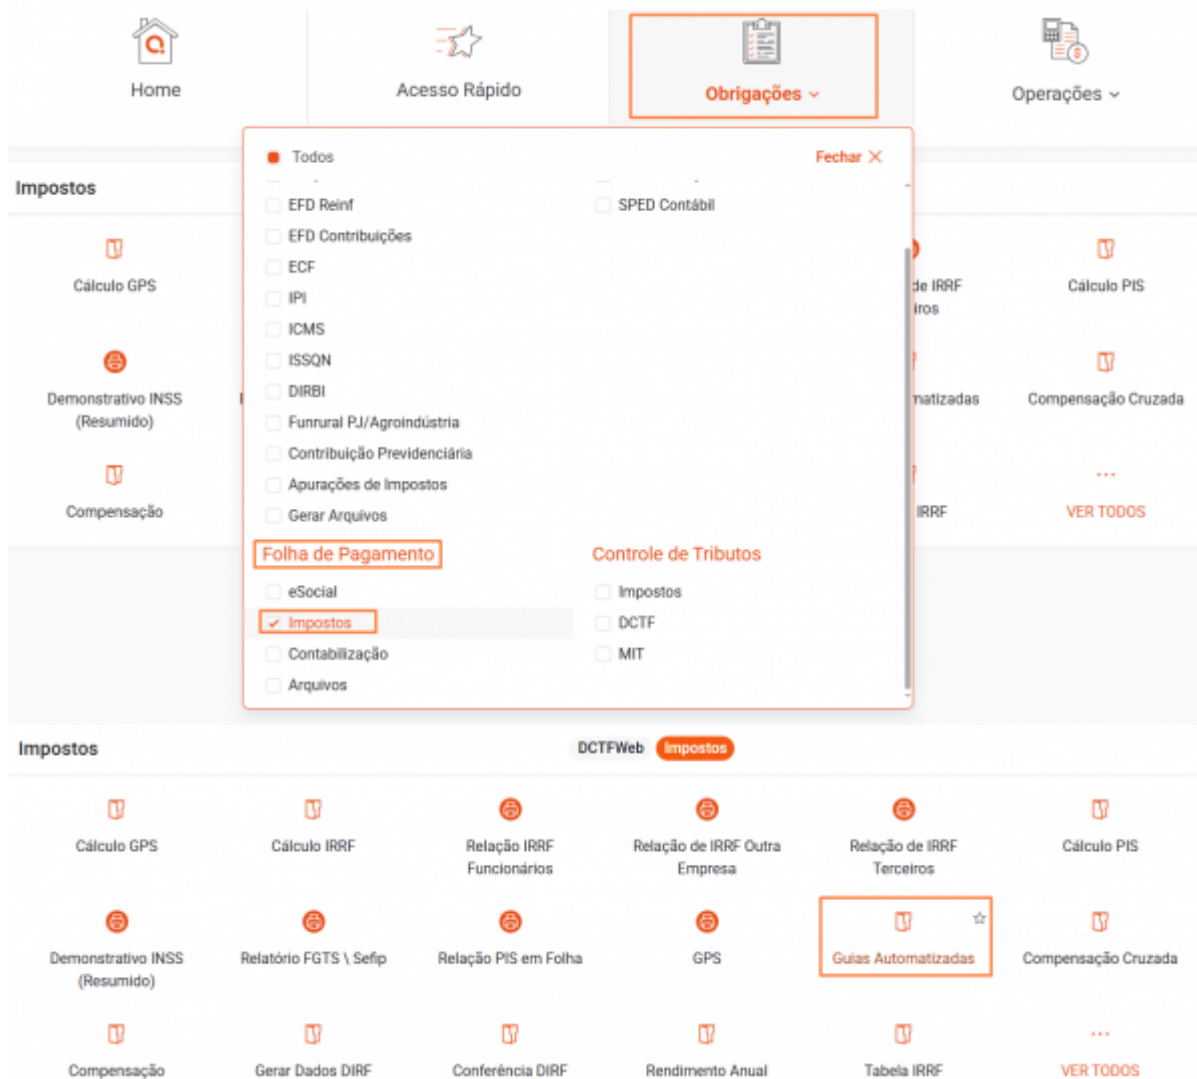 Home
Acesso Rápido
Obrigações
Operações
Todos
Fechar
Impostos
EFD Reinf
SPED Contábil
EFD Contribuições
ECF
IPI
ICMS
ISSQN
DIRBI
Funrural PJ/Agroindústria
Contribuição Previdenciária
Apurações de Impostos
Gerar Arquivos
Cálculo GPS
de IRRF
iros
Cálculo PIS
Demonstrativo INSS
(Resumido)
natizadas
Compensação Cruzada
Compensação
IRRF
VER TODOS
Folha de Pagamento
Controle de Tributos
eSocial
Impostos
Impostos
DCTF
Contabilização
MIT
Arquivos
Impostos
DCTFWeb
Impostos
Cálculo GPS
Cálculo IRRF
Relação IRRF
Funcionários
Relação de IRRF Outra
Empresa
Relação de IRRF
Terceiros
Cálculo PIS
Demonstrativo INSS
(Resumido)
Relatório FGTS \ Sefip
Relação PIS em Folha
GPS
Guias Automatizadas
Compensação Cruzada
Compensação
Gerar Dados DIRF
Conferência DIRF
Rendimento Anual
Tabela IRRF
VER TODOS